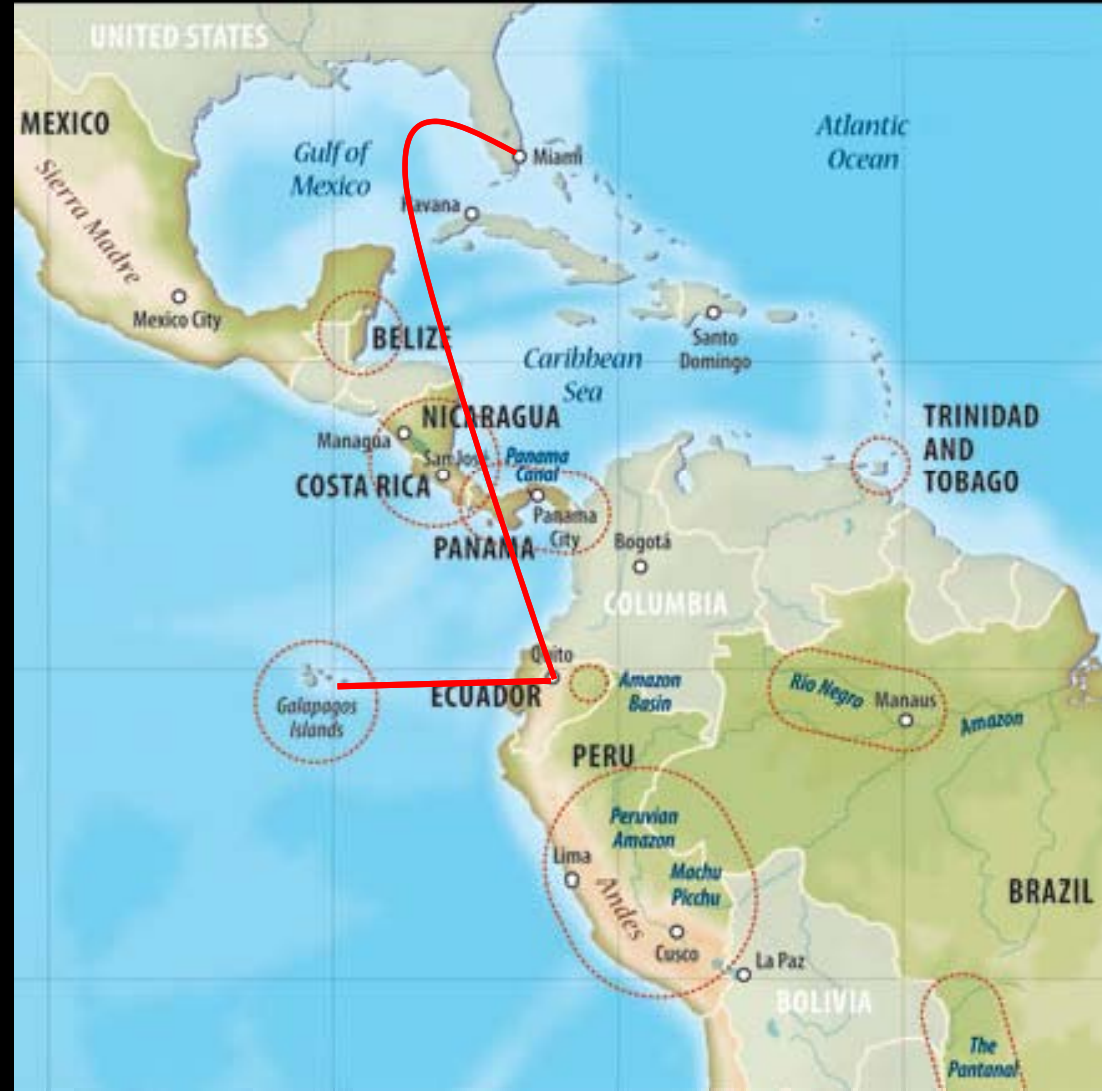 UNITED STATES
MEXICO
Gulf of
Mexico
Atlantic
Ocean
Miami
Sierra Madre
Havana
Mexico City
BELIZE
Santo
Domingo
Caribbean
Sea
NICARAGUA
Managua
San José
Panama
Canal
COSTA RICA
TRINIDAD
AND
TOBAGO
Panama
City
PANAMA
Bogotá
COLUMBIA
Quito
ECUADOR
Amazon
Basin
Galapagos
Islands
Rio Negro
Manaus
Amazon
PERU
Peruvian
Amazon
Lima
Machu
Picchu
Andes
BRAZIL
Cusco
La Paz
BOLIVIA
The
Pantanal